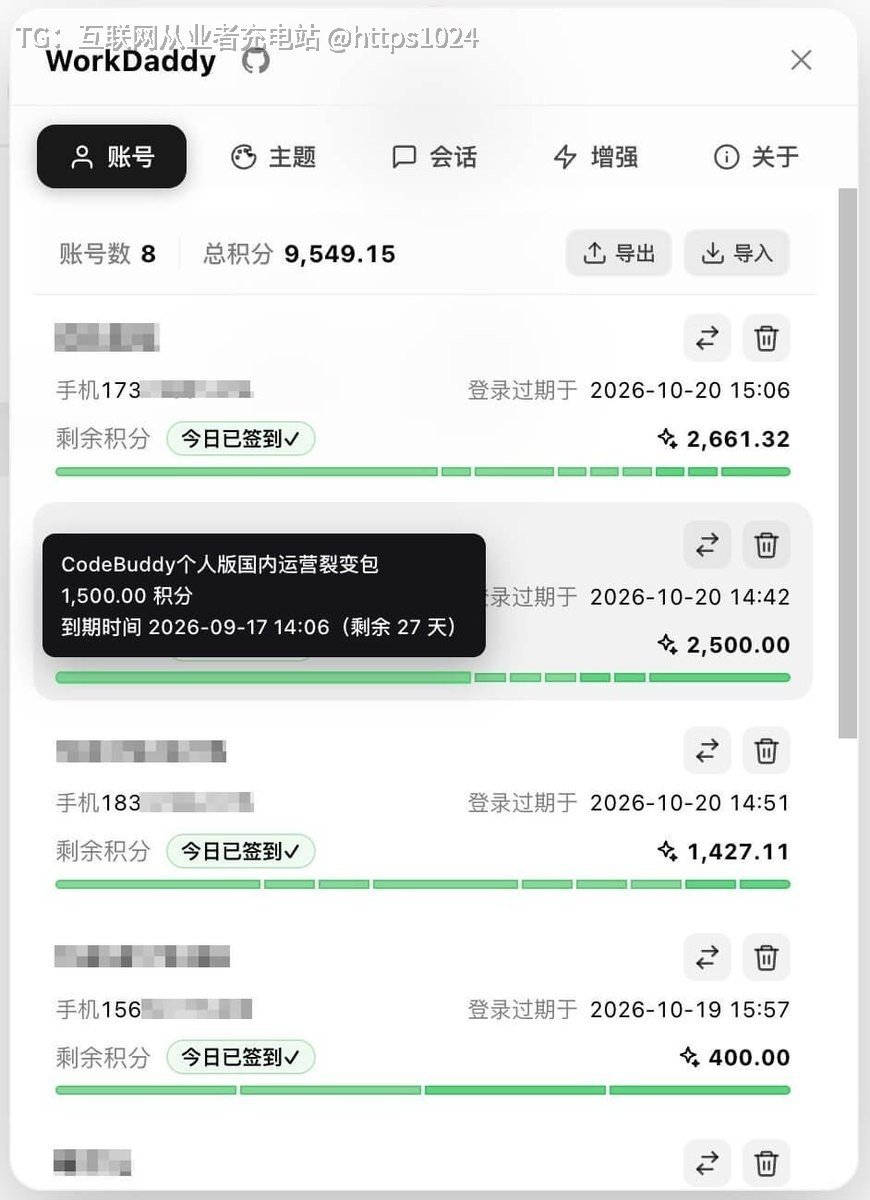 TG：互联网从业者充电站 @https1024
WorkDaddy
账号 主题 会话 增强 关于
账号数 8 总积分 9,549.15 导出 导入
手机173 登录过期于 2026-10-20 15:06
剩余积分 今日已签到✓ 2,661.32
CodeBuddy个人版国内运营裂变包
1,500.00 积分
到期时间 2026-09-17 14:06（剩余 27 天）
录过期于 2026-10-20 14:42
2,500.00
手机183 登录过期于 2026-10-20 14:51
剩余积分 今日已签到✓ 1,427.11
手机156 登录过期于 2026-10-19 15:57
剩余积分 今日已签到✓ 400.00